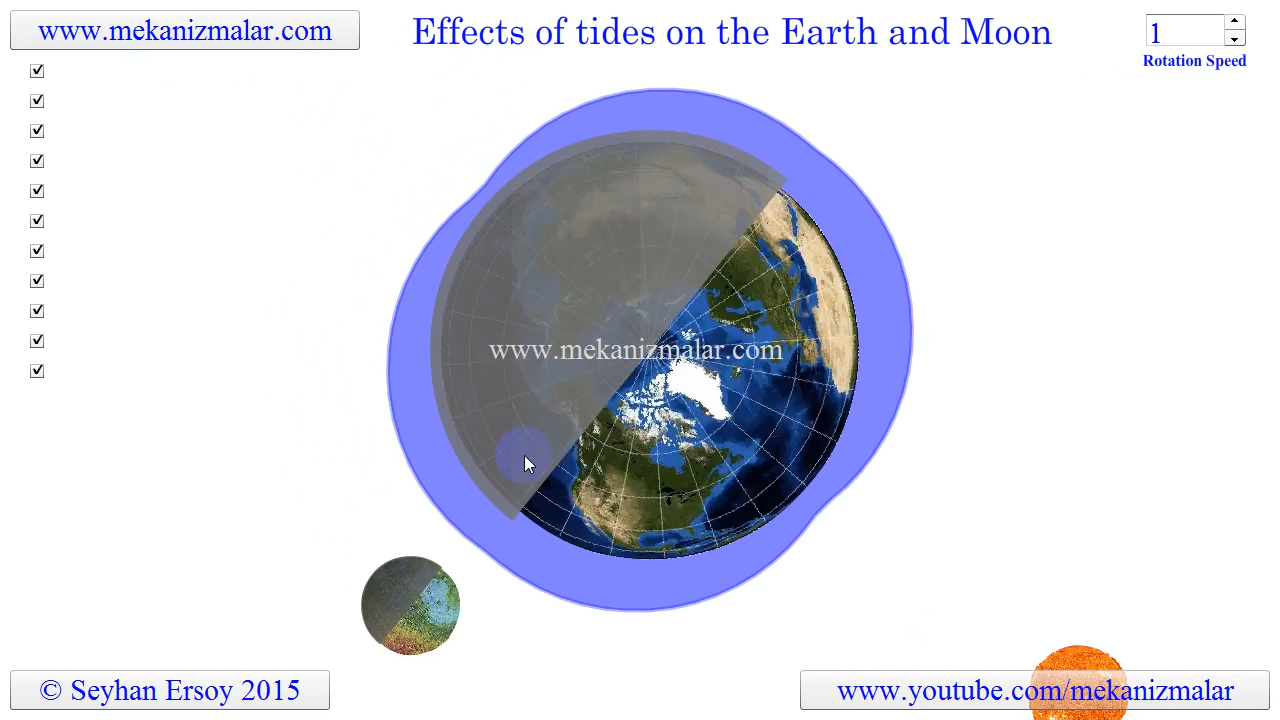 www.mekanizmalar.com
Effects of tides on the Earth and Moon
1
Rotation Speed
www.mekanizmalar.com
© Seyhan Ersoy 2015
www.youtube.com/mekanizmalar